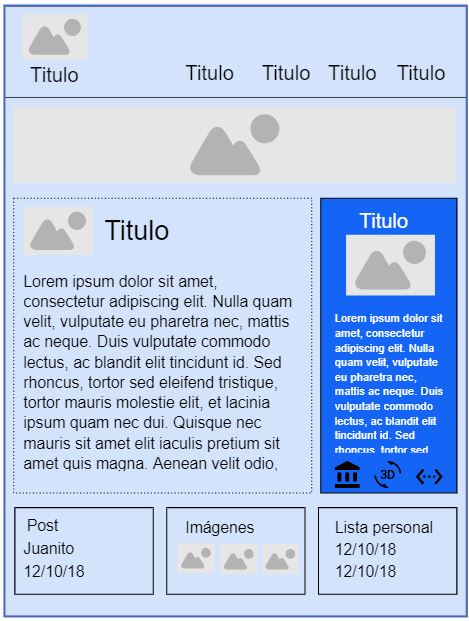 Titulo
Titulo
Titulo
Titulo
Titulo
Titulo
Lorem ipsum dolor sit amet,
consectetur adipiscing elit. Nulla quam
velit, vulputate eu pharetra nec, mattis
ac neque. Duis vulputate commodo
lectus, ac blandit elit tincidunt id. Sed
rhoncus, tortor sed eleifend tristique,
tortor mauris molestie elit, et lacinia
ipsum quam nec dui. Quisque nec
mauris sit amet elit iaculis pretium sit
amet quis magna. Aenean velit odio,
Titulo
Lorem ipsum dolor sit
amet, consectetur
adipiscing elit. Nulla
quam velit, vulputate
eu pharetra nec,
mattis ac neque. Duis
vulputate commodo
lectus, ac blandit elit
tincidunt id. Sed
rhoncus, tortor sed
3D
Post
Juanito
12/10/18
Imágenes
Lista personal
12/10/18
12/10/18